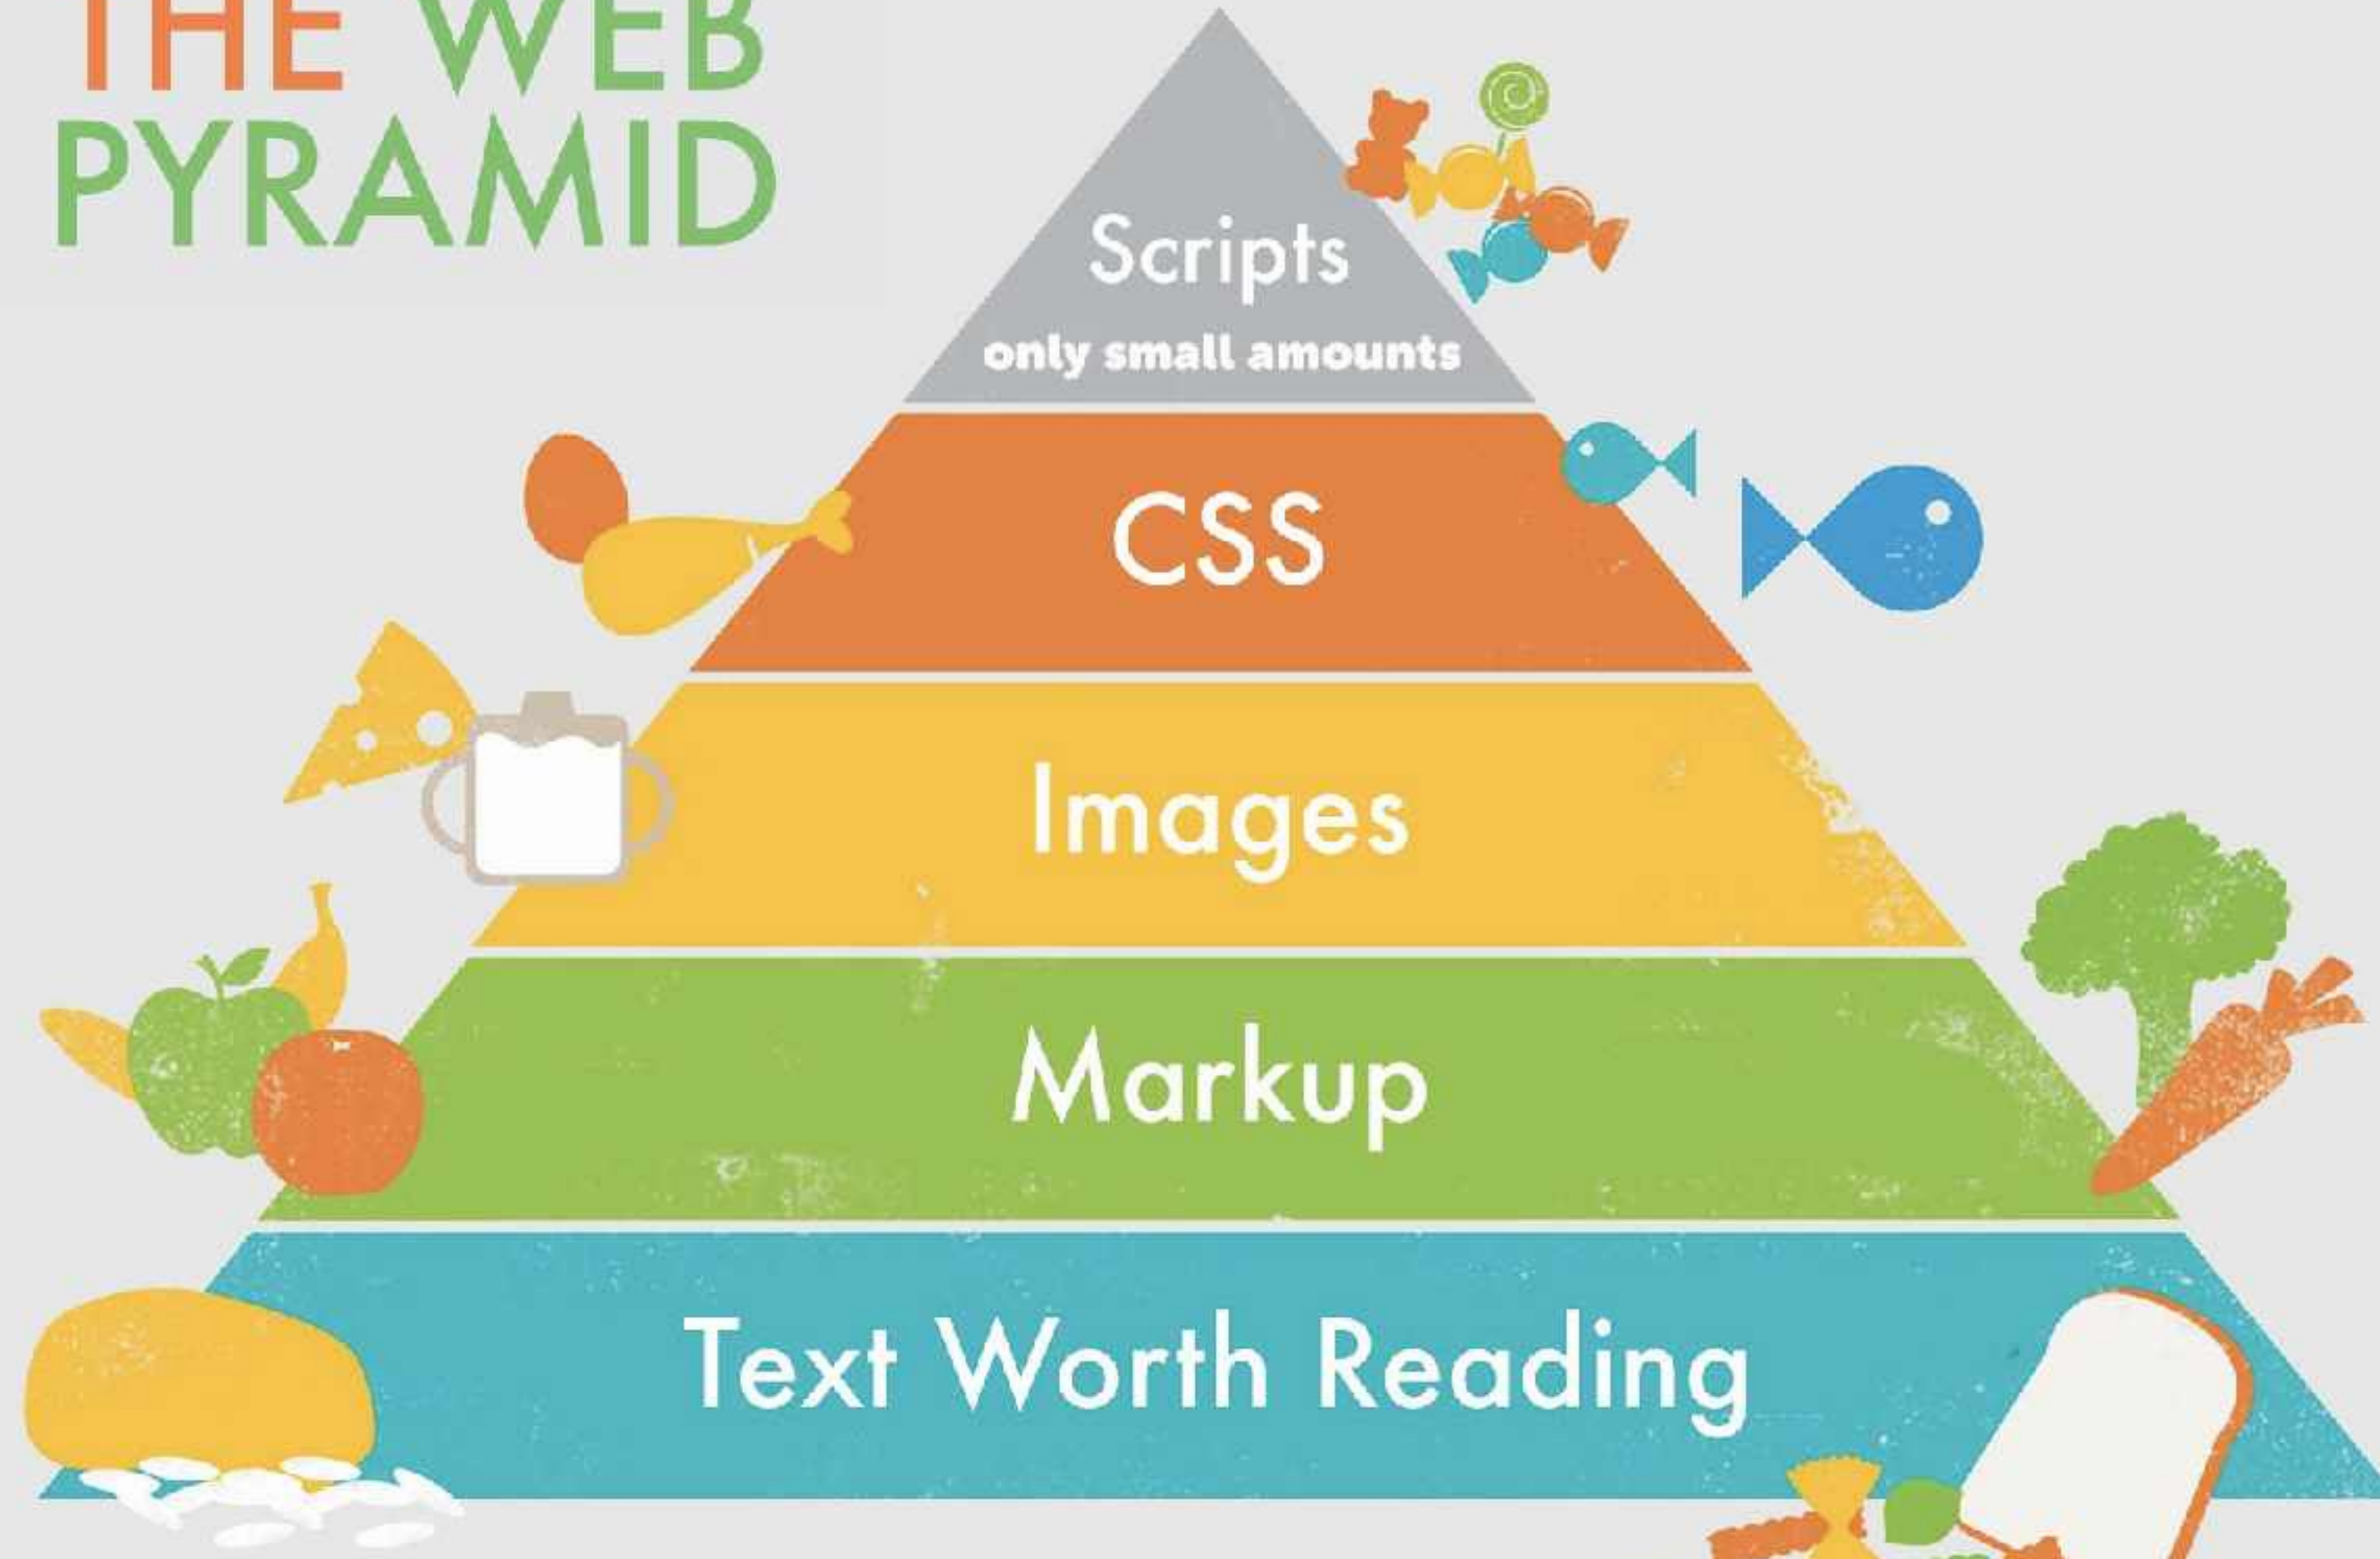 THE WEB
PYRAMID
Scripts
only small amounts
CSS
Images
Markup
Text Worth Reading